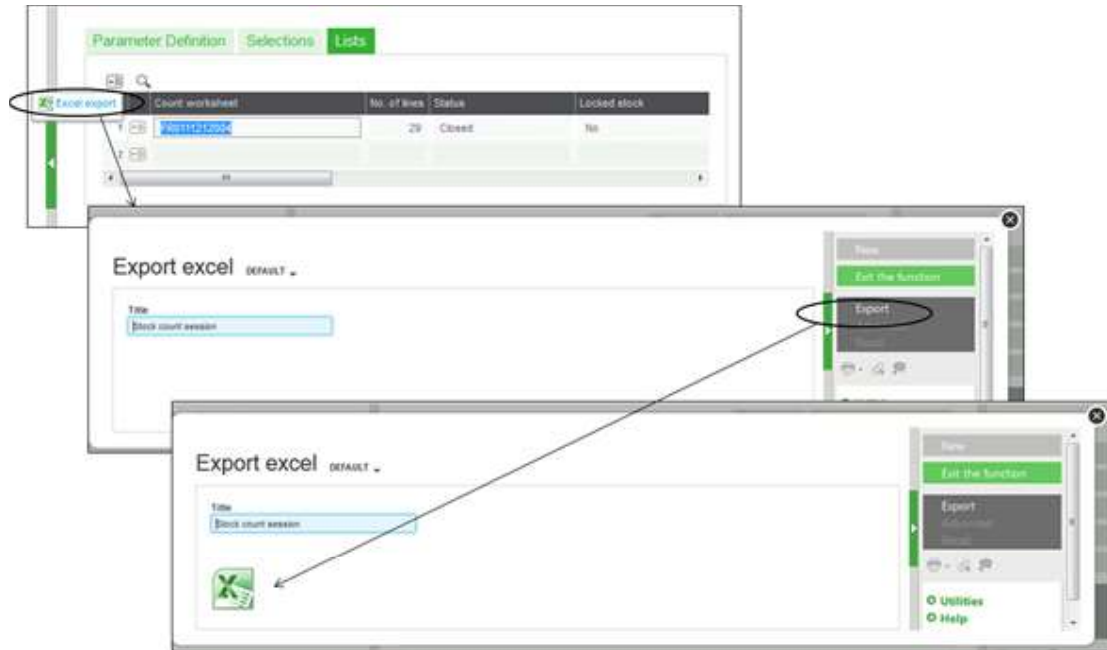 Parameter Definition Selections Lists
Excel export
Count worksheet No. of lines Status Locked stock
1 FR0111212004 29 Closed No
2
Export excel DEFAULT
Title
Stock count session
New
Exit the function
Export
Export excel DEFAULT
Title
Stock count session
New
Exit the function
Export
Advanced
Utilities
Help